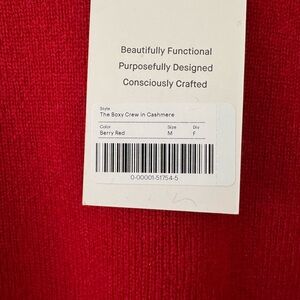 Beautifully Functional
Purposefully Designed
Consciously Crafted
Style
The Boxy Crew in Cashmere
Color Size Div
Berry Red M F
0-00001-51754-5